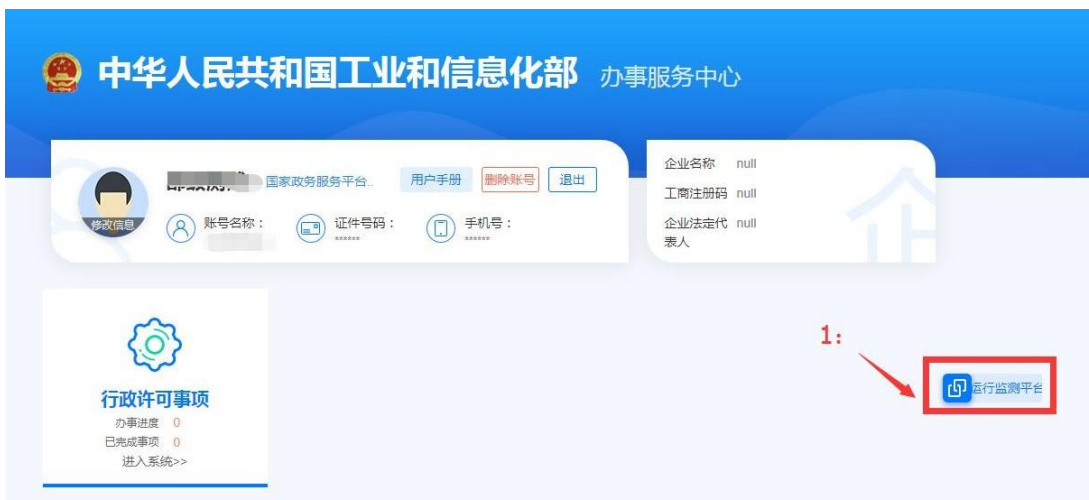 中华人民共和国工业和信息化部 办事服务中心
国家政务服务平台..
用户手册 删除账号 退出
修改信息
账号名称：
证件号码：
******
手机号：
******
企业名称 null
工商注册码 null
企业法定代表人 null
企
行政许可事项
办事进度 0
已完成事项 0
进入系统>>
1:
运行监测平台